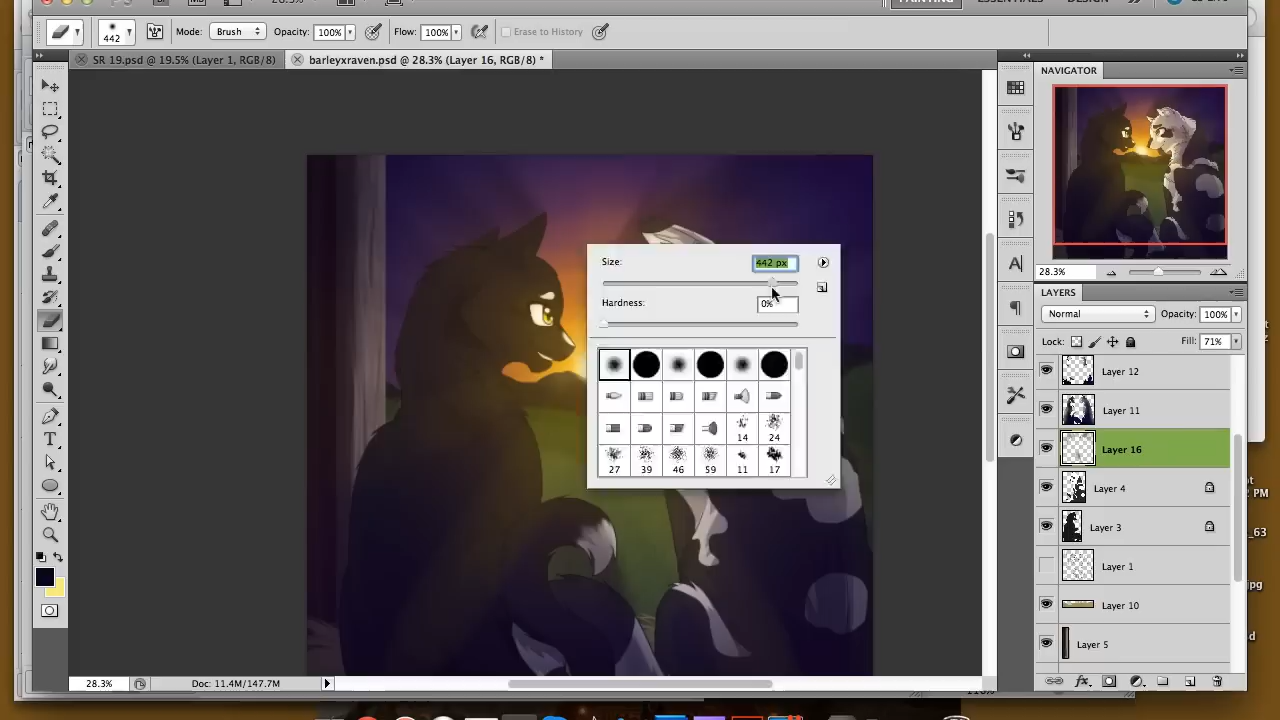 PAINTING
ESSENTIALS
DESIGN
442
Mode: Brush
Opacity: 100%
Flow: 100%
Erase to History
SR 19.psd @ 19.5% (Layer 1, RGB/8)
barleyxraven.psd @ 28.3% (Layer 16, RGB/8) *
NAVIGATOR
28.3%
LAYERS
Normal
Opacity: 100%
Lock:
Fill: 71%
Layer 12
Layer 11
Layer 16
Layer 4
Layer 3
Layer 1
Layer 10
Layer 5
Size:
442 px
Hardness:
0%
14
24
27
39
46
59
11
17
28.3%
Doc: 11.4M/147.7M